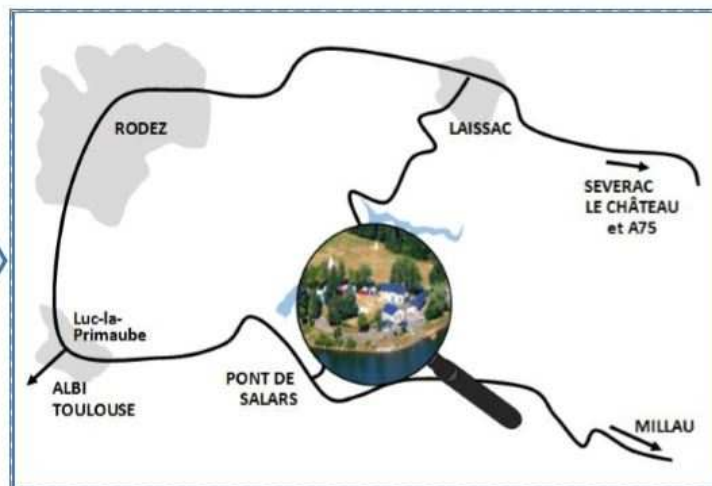 RODEZ
LAISSAC
SEVERAC
LE CHÂTEAU
et A75
Luc-la-
Primaube
ALBI
TOULOUSE
PONT DE
SALARS
MILLAU